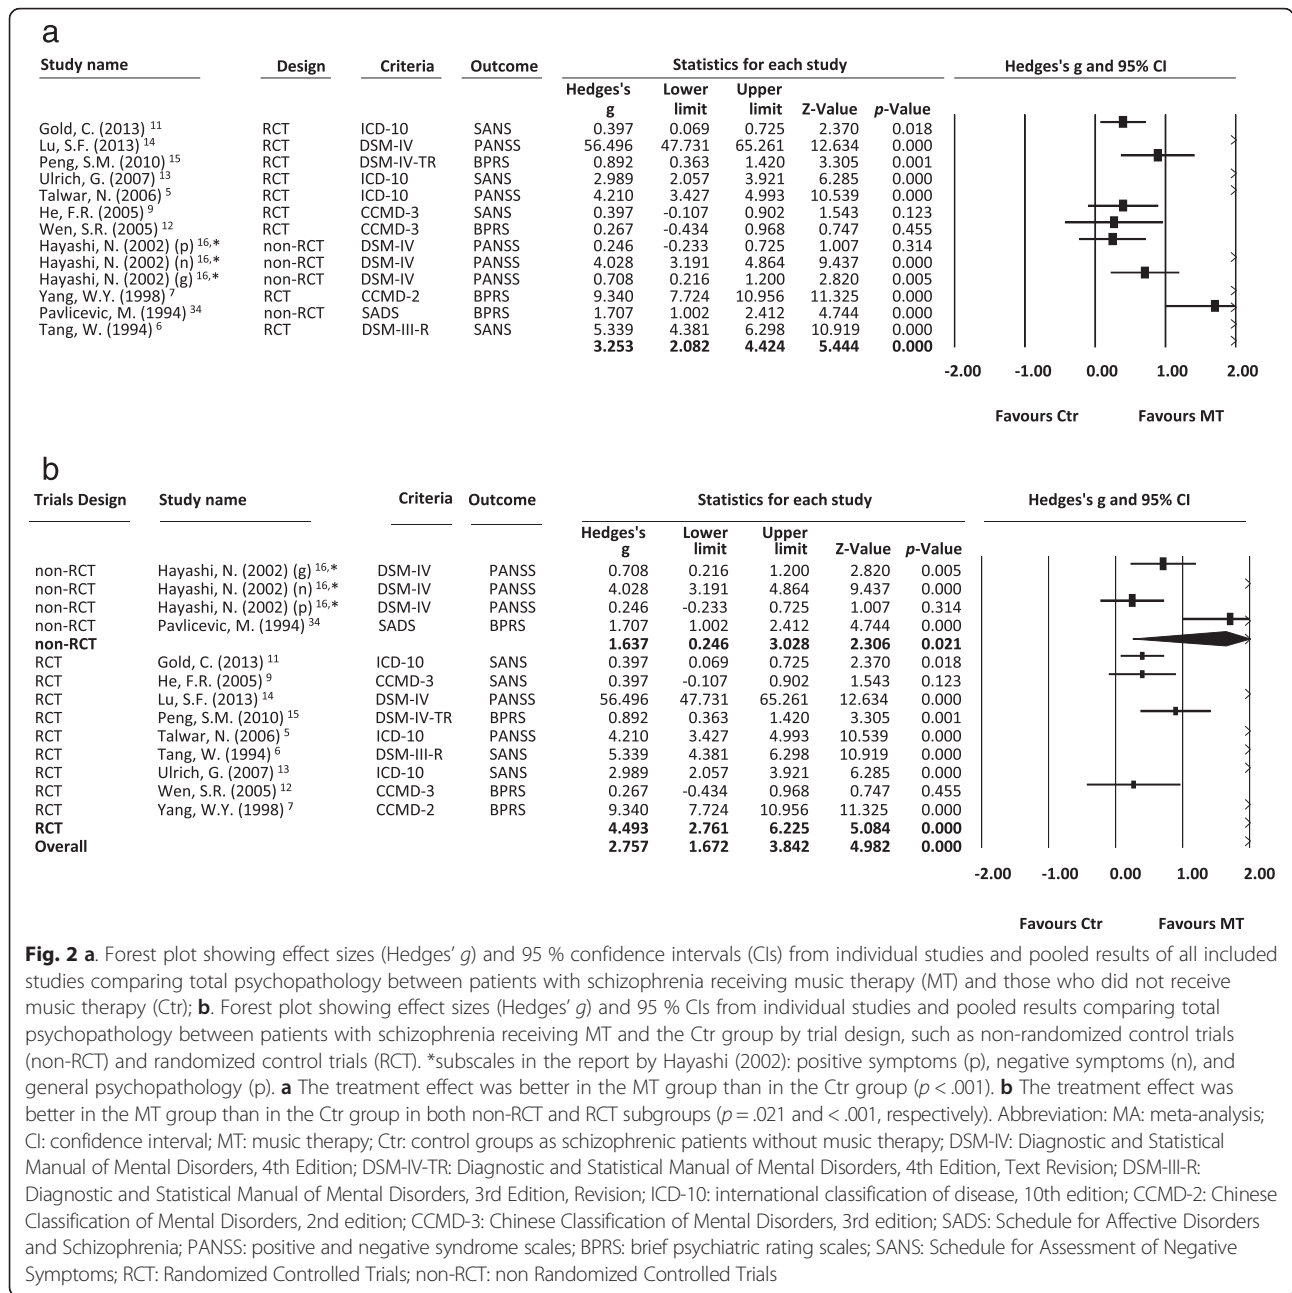 a
Study name Design Criteria Outcome Statistics for each study Hedges's g and 95% CI
Hedges's g Lower limit Upper limit Z-Value p-Value
Gold, C. (2013) 11 RCT ICD-10 SANS 0.397 0.069 0.725 2.370 0.018
Lu, S.F. (2013) 14 RCT DSM-IV PANSS 56.496 47.731 65.261 12.634 0.000
Peng, S.M. (2010) 15 RCT DSM-IV-TR BPRS 0.892 0.363 1.420 3.305 0.001
Ulrich, G. (2007) 13 RCT ICD-10 SANS 2.989 2.057 3.921 6.285 0.000
Talwar, N. (2006) 5 RCT ICD-10 PANSS 4.210 3.427 4.993 10.539 0.000
He, F.R. (2005) 9 RCT CCMD-3 SANS 0.397 -0.107 0.902 1.543 0.123
Wen, S.R. (2005) 12 RCT CCMD-3 BPRS 0.267 -0.434 0.968 0.747 0.455
Hayashi, N. (2002) (p) 16,* non-RCT DSM-IV PANSS 0.246 -0.233 0.725 1.007 0.314
Hayashi, N. (2002) (n) 16,* non-RCT DSM-IV PANSS 4.028 3.191 4.864 9.437 0.000
Hayashi, N. (2002) (g) 16,* non-RCT DSM-IV PANSS 0.708 0.216 1.200 2.820 0.005
Yang, W.Y. (1998) 7 RCT CCMD-2 BPRS 9.340 7.724 10.956 11.325 0.000
Pavlicevic, M. (1994) 34 non-RCT SADS BPRS 1.707 1.002 2.412 4.744 0.000
Tang, W. (1994) 6 RCT DSM-III-R SANS 5.339 4.381 6.298 10.919 0.000
3.253 2.082 4.424 5.444 0.000
-2.00 -1.00 0.00 1.00 2.00
Favours Ctr Favours MT
b
Trials Design Study name Criteria Outcome Statistics for each study Hedges's g and 95% CI
Hedges's g Lower limit Upper limit Z-Value p-Value
non-RCT Hayashi, N. (2002) (g) 16,* DSM-IV PANSS 0.708 0.216 1.200 2.820 0.005
non-RCT Hayashi, N. (2002) (n) 16,* DSM-IV PANSS 4.028 3.191 4.864 9.437 0.000
non-RCT Hayashi, N. (2002) (p) 16,* DSM-IV PANSS 0.246 -0.233 0.725 1.007 0.314
non-RCT Pavlicevic, M. (1994) 34 SADS BPRS 1.707 1.002 2.412 4.744 0.000
non-RCT 1.637 0.246 3.028 2.306 0.021
RCT Gold, C. (2013) 11 ICD-10 SANS 0.397 0.069 0.725 2.370 0.018
RCT He, F.R. (2005) 9 CCMD-3 SANS 0.397 -0.107 0.902 1.543 0.123
RCT Lu, S.F. (2013) 14 DSM-IV PANSS 56.496 47.731 65.261 12.634 0.000
RCT Peng, S.M. (2010) 15 DSM-IV-TR BPRS 0.892 0.363 1.420 3.305 0.001
RCT Talwar, N. (2006) 5 ICD-10 PANSS 4.210 3.427 4.993 10.539 0.000
RCT Tang, W. (1994) 6 DSM-III-R SANS 5.339 4.381 6.298 10.919 0.000
RCT Ulrich, G. (2007) 13 ICD-10 SANS 2.989 2.057 3.921 6.285 0.000
RCT Wen, S.R. (2005) 12 CCMD-3 BPRS 0.267 -0.434 0.968 0.747 0.455
RCT Yang, W.Y. (1998) 7 CCMD-2 BPRS 9.340 7.724 10.956 11.325 0.000
RCT 4.493 2.761 6.225 5.084 0.000
Overall 2.757 1.672 3.842 4.982 0.000
-2.00 -1.00 0.00 1.00 2.00
Favours Ctr Favours MT
Fig. 2 a. Forest plot showing effect sizes (Hedges' g) and 95 % confidence intervals (CIs) from individual studies and pooled results of all included
studies comparing total psychopathology between patients with schizophrenia receiving music therapy (MT) and those who did not receive
music therapy (Ctr); b. Forest plot showing effect sizes (Hedges' g) and 95 % CIs from individual studies and pooled results comparing total
psychopathology between patients with schizophrenia receiving MT and the Ctr group by trial design, such as non-randomized control trials
(non-RCT) and randomized control trials (RCT). *subscales in the report by Hayashi (2002): positive symptoms (p), negative symptoms (n), and
general psychopathology (p). a The treatment effect was better in the MT group than in the Ctr group (p < .001). b The treatment effect was
better in the MT group than in the Ctr group in both non-RCT and RCT subgroups (p = .021 and < .001, respectively). Abbreviation: MA: meta-analysis;
CI: confidence interval; MT: music therapy; Ctr: control groups as schizophrenic patients without music therapy; DSM-IV: Diagnostic and Statistical
Manual of Mental Disorders, 4th Edition; DSM-IV-TR: Diagnostic and Statistical Manual of Mental Disorders, 4th Edition, Text Revision; DSM-III-R:
Diagnostic and Statistical Manual of Mental Disorders, 3rd Edition, Revision; ICD-10: international classification of disease, 10th edition; CCMD-2: Chinese
Classification of Mental Disorders, 2nd edition; CCMD-3: Chinese Classification of Mental Disorders, 3rd edition; SADS: Schedule for Affective Disorders
and Schizophrenia; PANSS: positive and negative syndrome scales; BPRS: brief psychiatric rating scales; SANS: Schedule for Assessment of Negative
Symptoms; RCT: Randomized Controlled Trials; non-RCT: non Randomized Controlled Trials